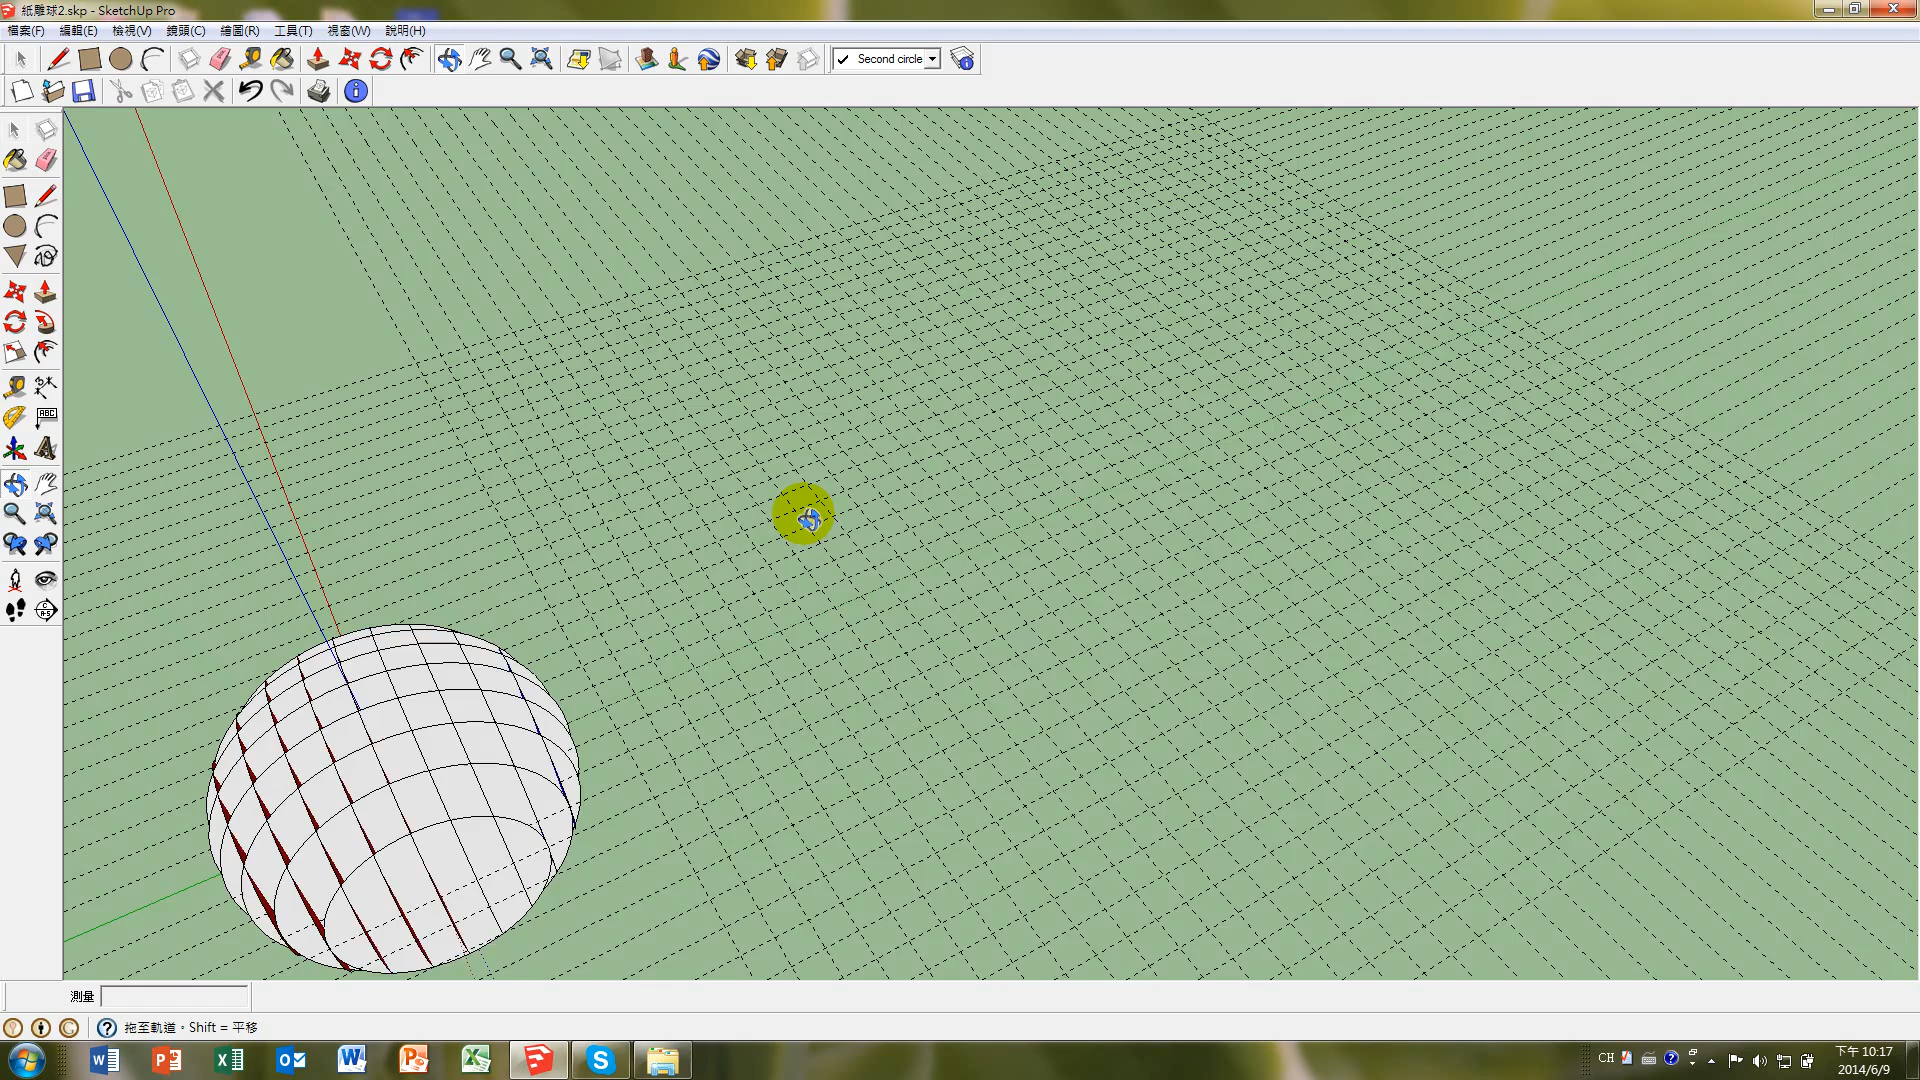 紙雕球2.skp - SketchUp Pro
檔案(F) 編輯(E) 檢視(V) 鏡頭(C) 繪圖(R) 工具(T) 視窗(W) 說明(H)
Second circle
ABC
測量
拖至軌道。Shift = 平移
CH
下午 10:17
2014/6/9